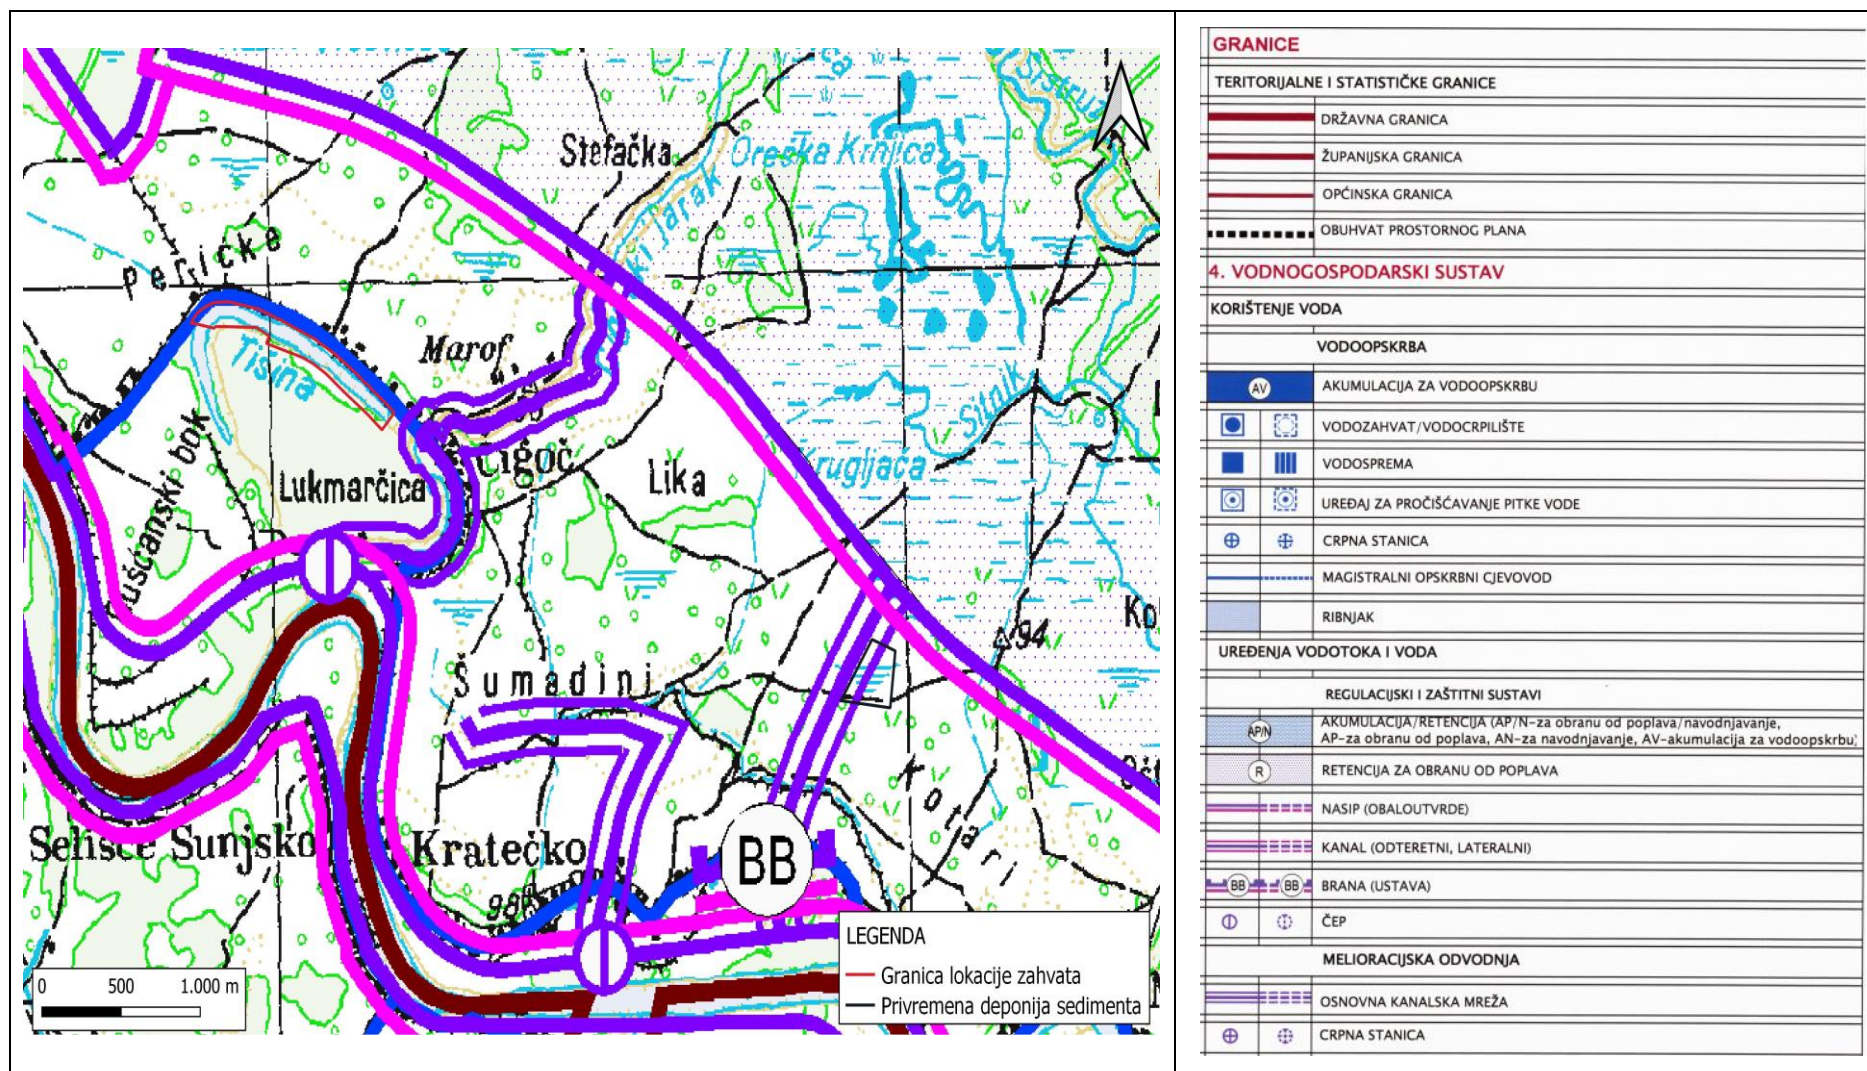 Stefačka
Oreška Krnjica
Peričke
Marof
Tišina
Sitnik
Krugljača
Čigoč
Lika
Lukmarčica
94
Ko
Šumadini
Selišće Sunjsko
Kratečko
98
BB
Kotari
0 500 1.000 m
LEGENDA
Granica lokacije zahvata
Privremena deponija sedimenta
GRANICE
TERITORIJALNE I STATISTIČKE GRANICE
DRŽAVNA GRANICA
ŽUPANIJSKA GRANICA
OPĆINSKA GRANICA
OBUHVAT PROSTORNOG PLANA
4. VODNOGOSPODARSKI SUSTAV
KORIŠTENJE VODA
VODOOPSKRBA
AV AKUMULACIJA ZA VODOOPSKRBU
VODOZAHVAT/VODOCRPILIŠTE
VODOSPREMA
UREĐAJ ZA PROČIŠĆAVANJE PITKE VODE
CRPNA STANICA
MAGISTRALNI OPSKRBNI CJEVOVOD
RIBNJAK
UREĐENJA VODOTOKA I VODA
REGULACIJSKI I ZAŠTITNI SUSTAVI
AP/N AKUMULACIJA/RETENCIJA (AP/N-za obranu od poplava/navodnjavanje,
AP-za obranu od poplava, AN-za navodnjavanje, AV-akumulacija za vodoopskrbu;
R RETENCIJA ZA OBRANU OD POPLAVA
NASIP (OBALOUTVRDE)
KANAL (ODTERETNI, LATERALNI)
BB BB BRANA (USTAVA)
ČEP
MELIORACIJSKA ODVODNJA
OSNOVNA KANALSKA MREŽA
CRPNA STANICA